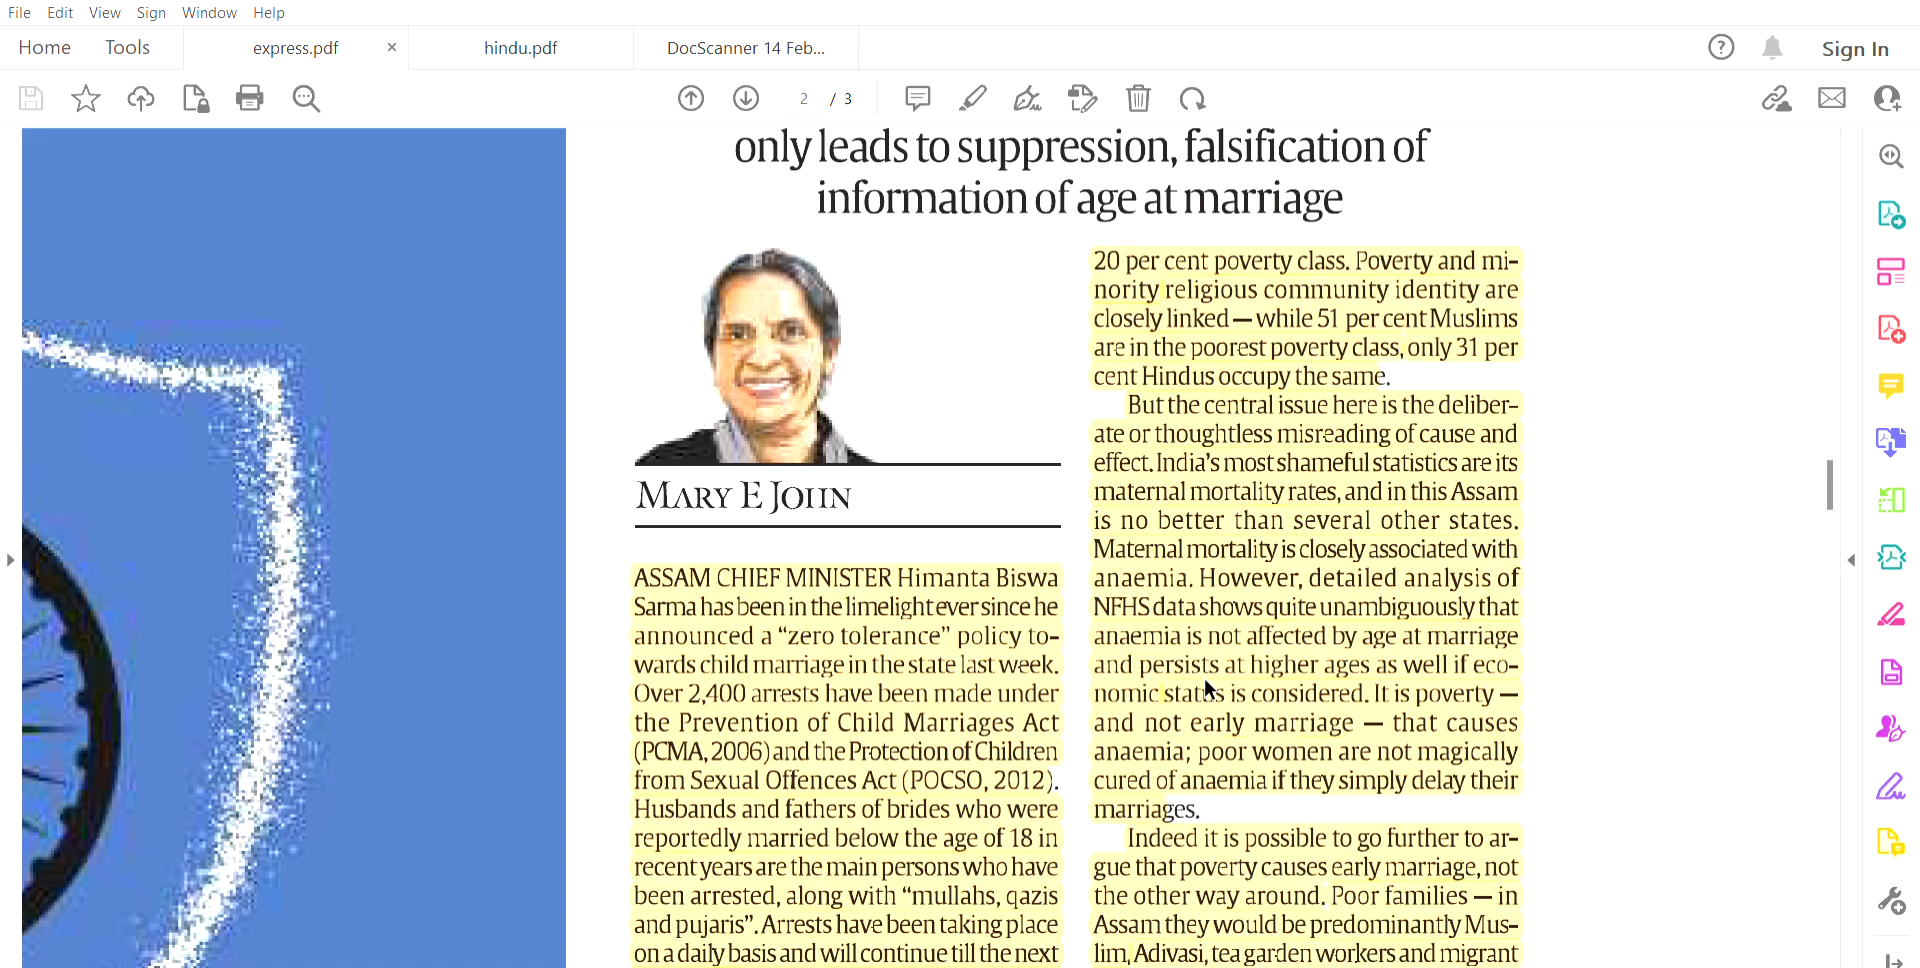 File Edit View Sign Window Help
Home Tools express.pdf × hindu.pdf DocScanner 14 Feb... Sign In
2 / 3
only leads to suppression, falsification of
information of age at marriage
MARY E JOHN
ASSAM CHIEF MINISTER Himanta Biswa
Sarma has been in the limelight ever since he
announced a “zero tolerance” policy to-
wards child marriage in the state last week.
Over 2,400 arrests have been made under
the Prevention of Child Marriages Act
(PCMA, 2006) and the Protection of Children
from Sexual Offences Act (POCSO, 2012).
Husbands and fathers of brides who were
reportedly married below the age of 18 in
recent years are the main persons who have
been arrested, along with “mullahs, qazis
and pujaris”. Arrests have been taking place
on a daily basis and will continue till the next
20 per cent poverty class. Poverty and mi-
nority religious community identity are
closely linked — while 51 per cent Muslims
are in the poorest poverty class, only 31 per
cent Hindus occupy the same.
But the central issue here is the deliber-
ate or thoughtless misreading of cause and
effect. India’s most shameful statistics are its
maternal mortality rates, and in this Assam
is no better than several other states.
Maternal mortality is closely associated with
anaemia. However, detailed analysis of
NFHS data shows quite unambiguously that
anaemia is not affected by age at marriage
and persists at higher ages as well if eco-
nomic status is considered. It is poverty —
and not early marriage — that causes
anaemia; poor women are not magically
cured of anaemia if they simply delay their
marriages.
Indeed it is possible to go further to ar-
gue that poverty causes early marriage, not
the other way around. Poor families — in
Assam they would be predominantly Mus-
lim, Adivasi, tea garden workers and migrant